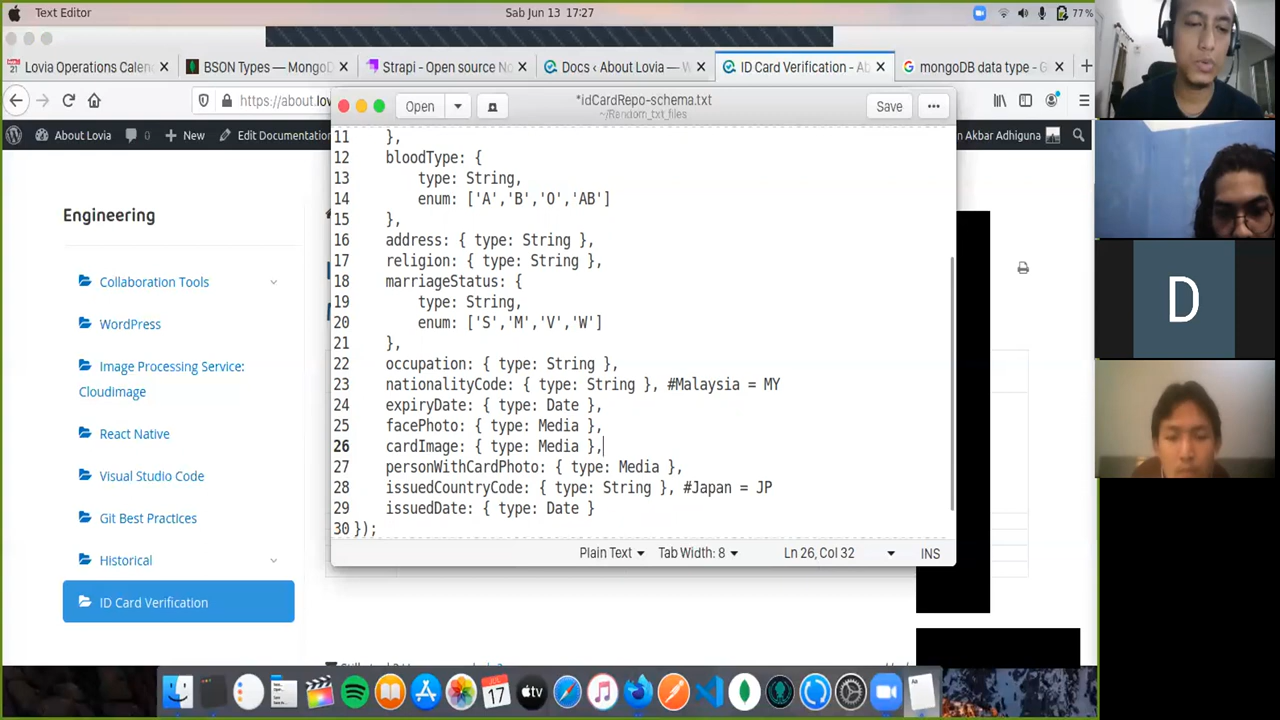 Text Editor
Sab Jun 13 17:27
77 %
Lovia Operations Calen
BSON Types — MongoD
Strapi - Open source No
Docs ‹ About Lovia — W
ID Card Verification - Ab
mongoDB data type - G
https://about.lov
About Lovia
0
New
Edit Documentation
n Akbar Adhiguna
Open
*idCardRepo-schema.txt
~/Random_txt_files
Save
11 },
12 bloodType: {
13 type: String,
14 enum: ['A','B','O','AB']
15 },
16 address: { type: String },
17 religion: { type: String },
18 marriageStatus: {
19 type: String,
20 enum: ['S','M','V','W']
21 },
22 occupation: { type: String },
23 nationalityCode: { type: String }, #Malaysia = MY
24 expiryDate: { type: Date },
25 facePhoto: { type: Media },
26 cardImage: { type: Media },
27 personWithCardPhoto: { type: Media },
28 issuedCountryCode: { type: String }, #Japan = JP
29 issuedDate: { type: Date }
30 });
Plain Text
Tab Width: 8
Ln 26, Col 32
INS
Engineering
Collaboration Tools
WordPress
Image Processing Service:
Cloudimage
React Native
Visual Studio Code
Git Best Practices
Historical
ID Card Verification
D
17
tv